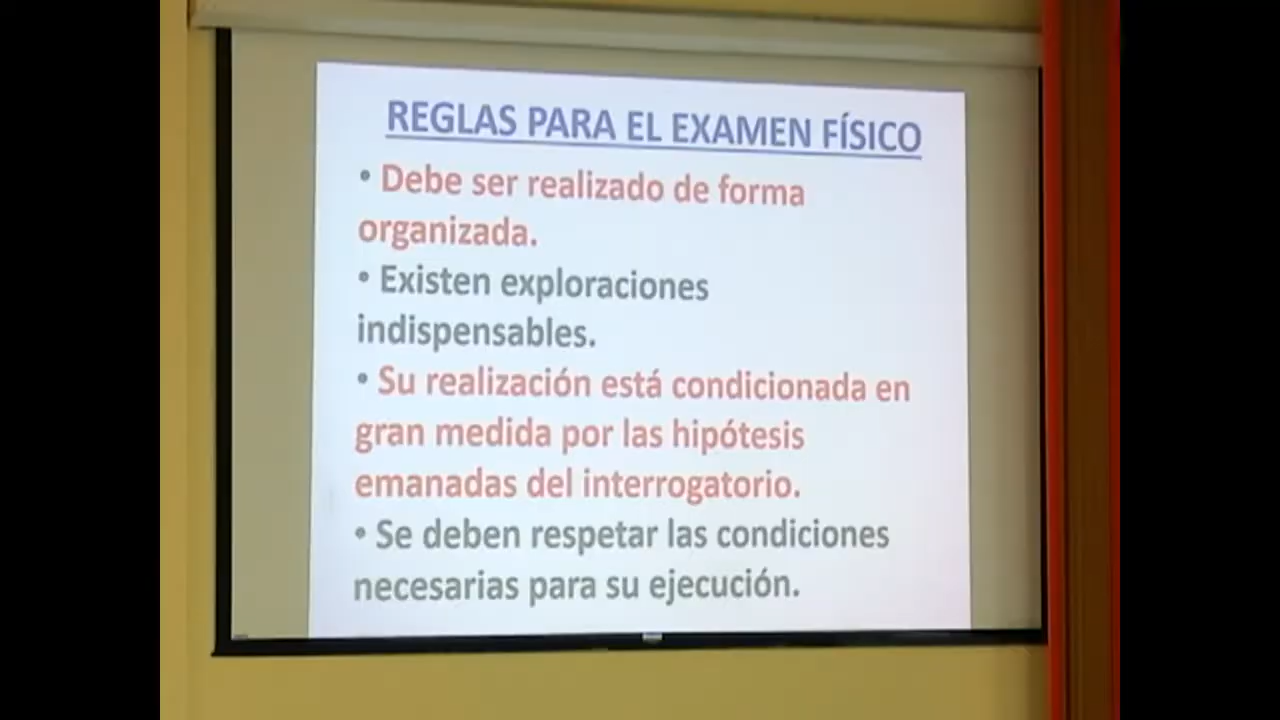 REGLAS PARA EL EXAMEN FÍSICO
• Debe ser realizado de forma
organizada.
• Existen exploraciones
indispensables.
• Su realización está condicionada en
gran medida por las hipótesis
emanadas del interrogatorio.
• Se deben respetar las condiciones
necesarias para su ejecución.